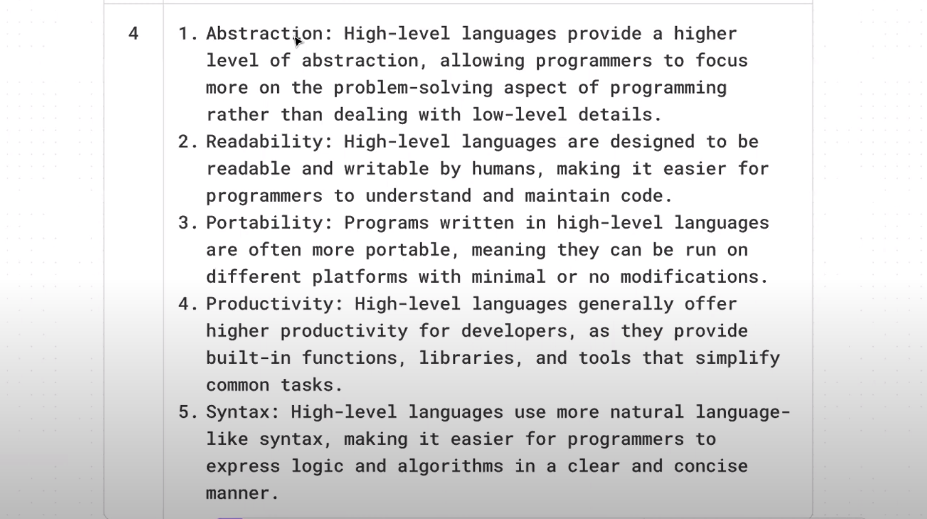 4
1. Abstraction: High-level languages provide a higher
level of abstraction, allowing programmers to focus
more on the problem-solving aspect of programming
rather than dealing with low-level details.
2. Readability: High-level languages are designed to be
readable and writable by humans, making it easier for
programmers to understand and maintain code.
3. Portability: Programs written in high-level languages
are often more portable, meaning they can be run on
different platforms with minimal or no modifications.
4. Productivity: High-level languages generally offer
higher productivity for developers, as they provide
built-in functions, libraries, and tools that simplify
common tasks.
5. Syntax: High-level languages use more natural language-
like syntax, making it easier for programmers to
express logic and algorithms in a clear and concise
manner.